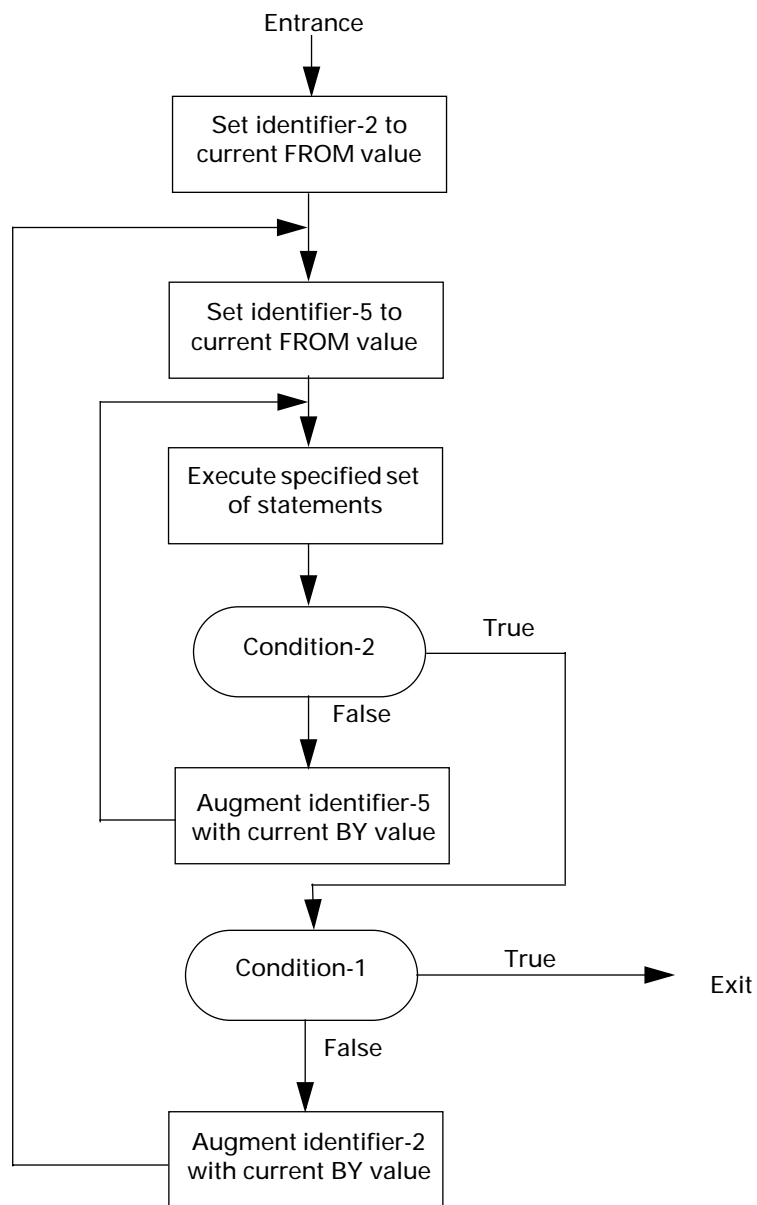 Entrance
Set identifier-2 to
current FROM value
Set identifier-5 to
current FROM value
Execute specified set
of statements
Condition-2
True
False
Augment identifier-5
with current BY value
Condition-1
True
Exit
False
Augment identifier-2
with current BY value